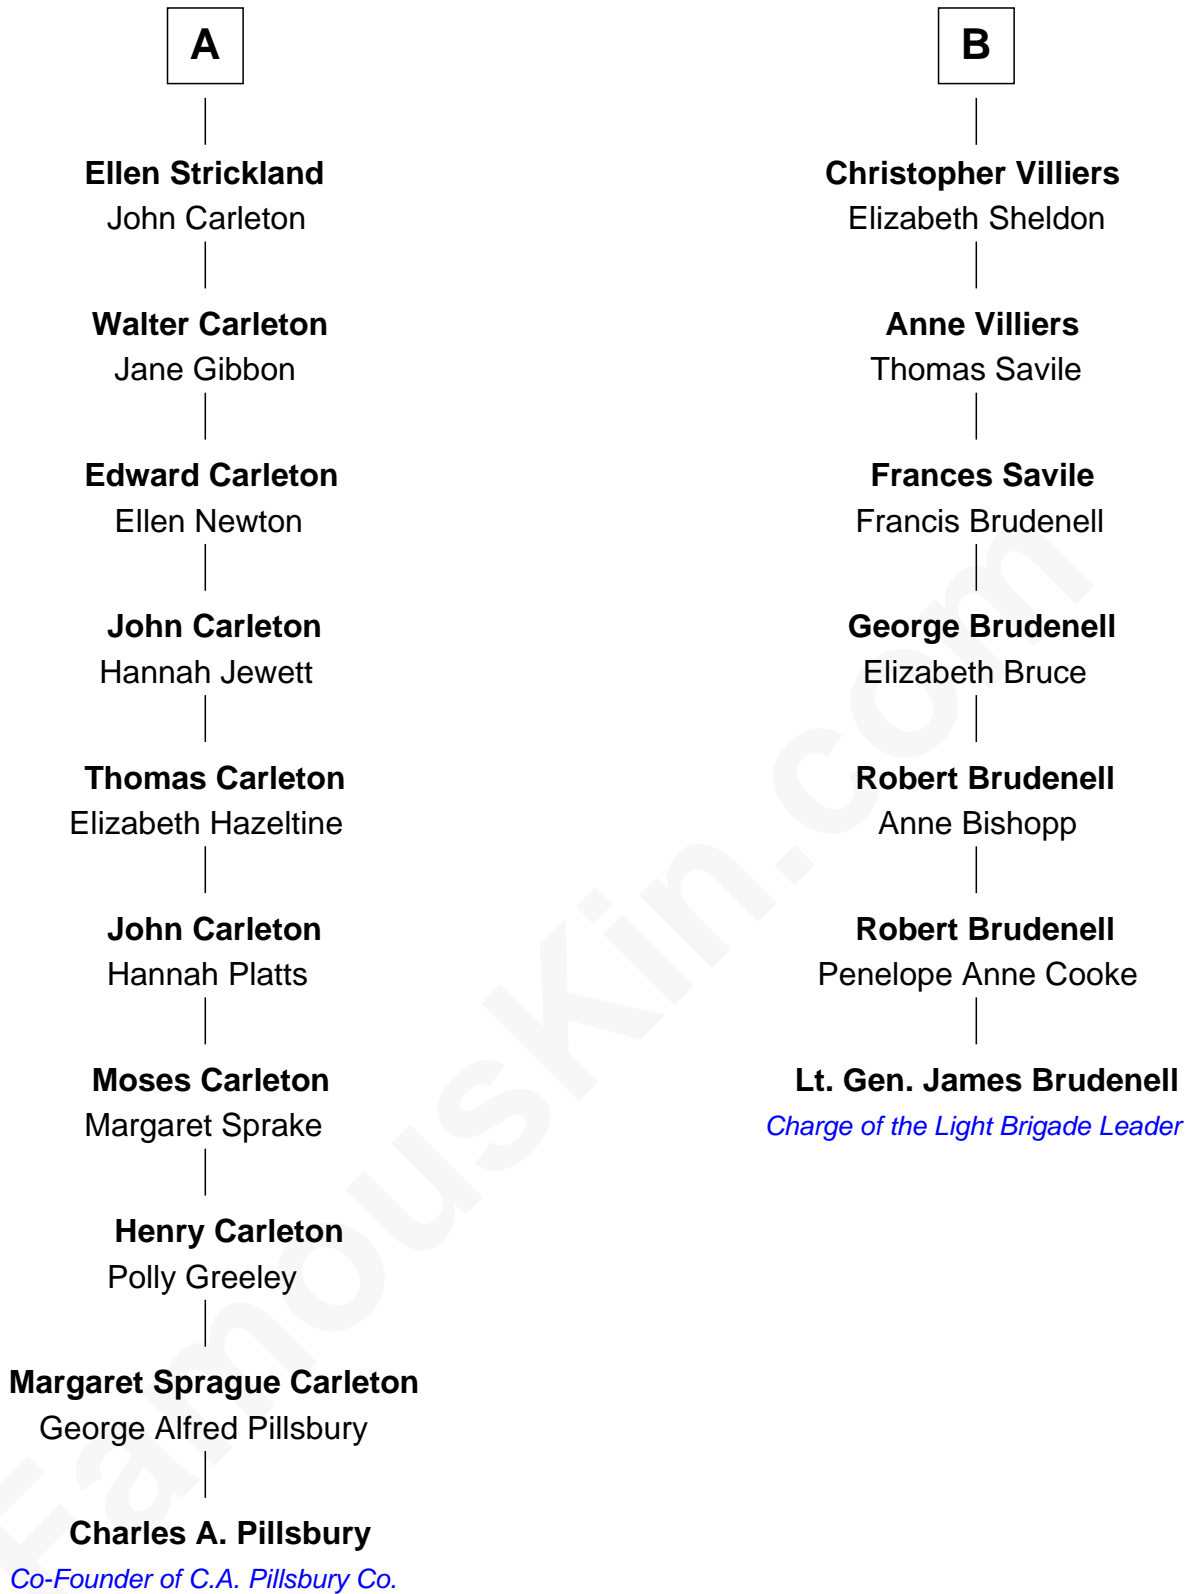 A
Ellen Strickland
John Carleton
Walter Carleton
Jane Gibbon
Edward Carleton
Ellen Newton
John Carleton
Hannah Jewett
Thomas Carleton
Elizabeth Hazeltine
John Carleton
Hannah Platts
Moses Carleton
Margaret Sprake
Henry Carleton
Polly Greeley
Margaret Sprague Carleton
George Alfred Pillsbury
Charles A. Pillsbury
Co-Founder of C.A. Pillsbury Co.
B
Christopher Villiers
Elizabeth Sheldon
Anne Villiers
Thomas Savile
Frances Savile
Francis Brudenell
George Brudenell
Elizabeth Bruce
Robert Brudenell
Anne Bishopp
Robert Brudenell
Penelope Anne Cooke
Lt. Gen. James Brudenell
Charge of the Light Brigade Leader
FamousKin.com